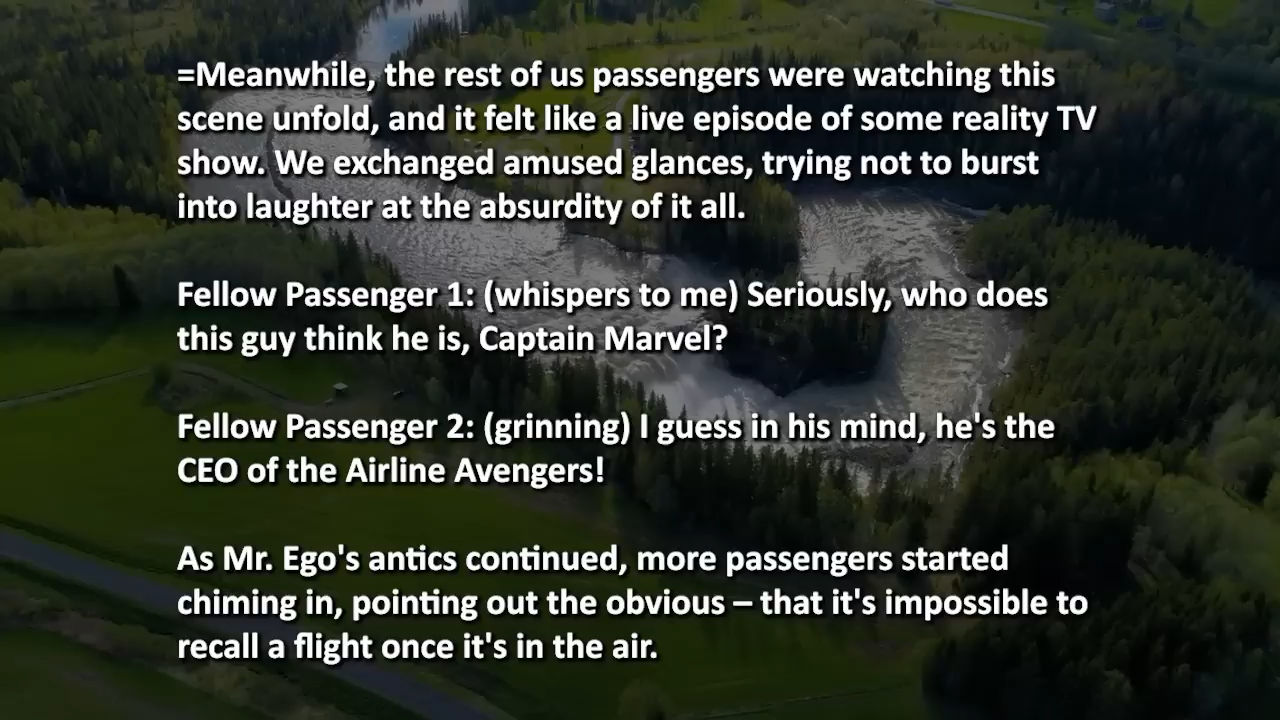 =Meanwhile, the rest of us passengers were watching this
scene unfold, and it felt like a live episode of some reality TV
show. We exchanged amused glances, trying not to burst
into laughter at the absurdity of it all.
Fellow Passenger 1: (whispers to me) Seriously, who does
this guy think he is, Captain Marvel?
Fellow Passenger 2: (grinning) I guess in his mind, he's the
CEO of the Airline Avengers!
As Mr. Ego's antics continued, more passengers started
chiming in, pointing out the obvious – that it's impossible to
recall a flight once it's in the air.